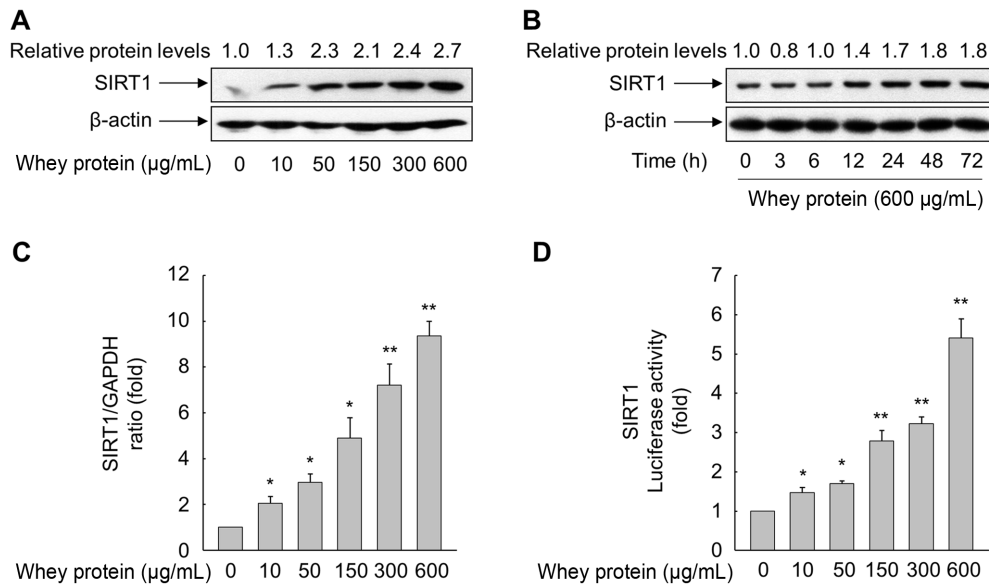 A
Relative protein levels 1.0 1.3 2.3 2.1 2.4 2.7
SIRT1
β-actin
Whey protein (µg/mL) 0 10 50 150 300 600
B
Relative protein levels 1.0 0.8 1.0 1.4 1.7 1.8 1.8
SIRT1
β-actin
Time (h) 0 3 6 12 24 48 72
Whey protein (600 µg/mL)
C
SIRT1/GAPDH
ratio (fold)
12
10
8
6
4
2
0
* * * ** **
Whey protein (µg/mL) 0 10 50 150 300 600
D
SIRT1
Luciferase activity
(fold)
7
6
5
4
3
2
1
0
* * ** ** **
Whey protein (µg/mL) 0 10 50 150 300 600